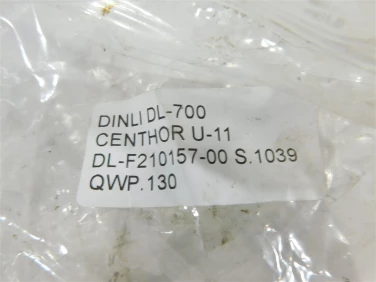 DINLI DL-700
CENTHOR U-11
DL-F210157-00 S.1039
QWP.130